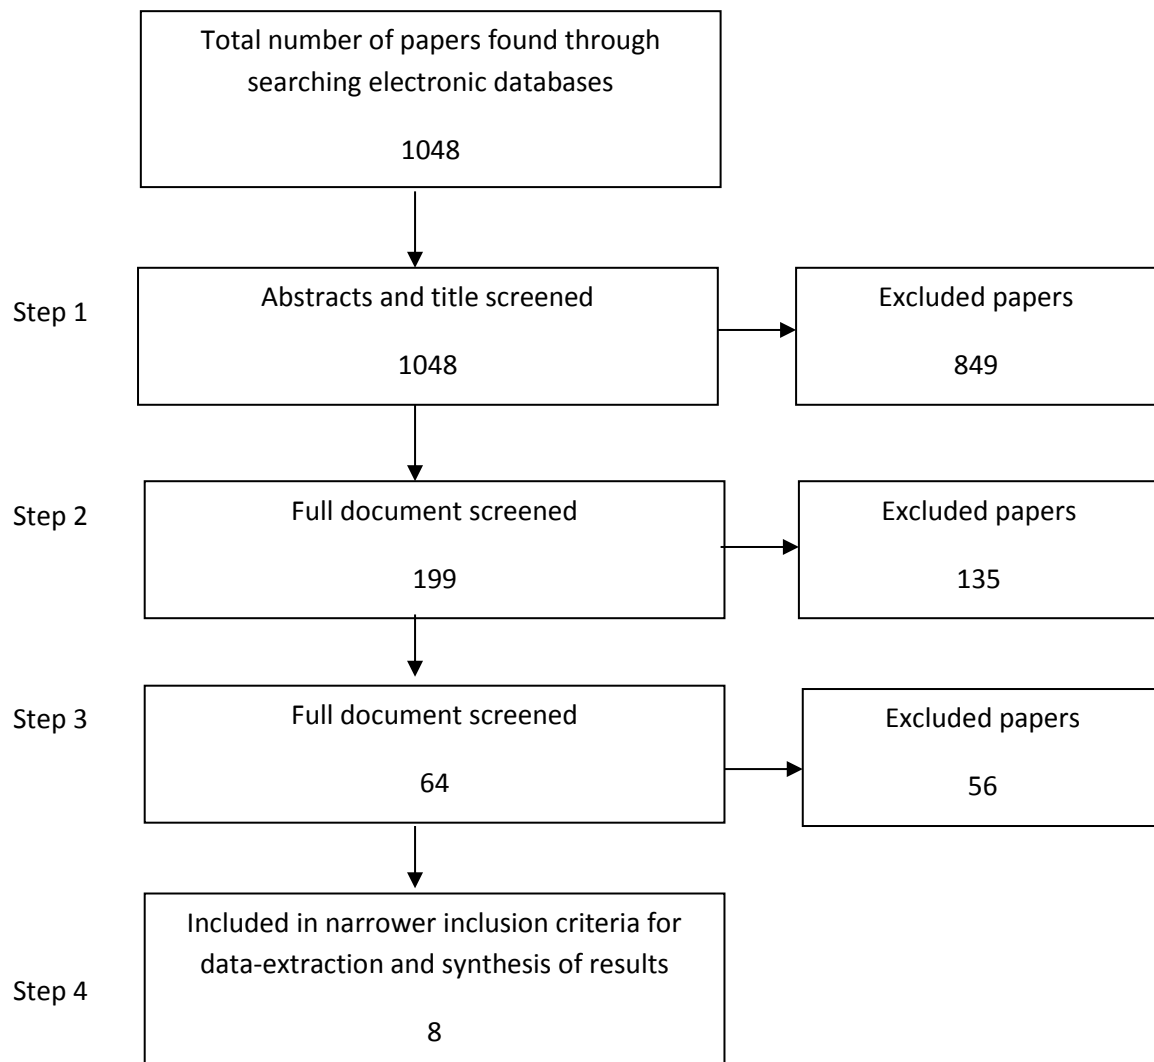 Total number of papers found through
searching electronic databases
1048
Step 1
Abstracts and title screened
1048
Excluded papers
849
Step 2
Full document screened
199
Excluded papers
135
Step 3
Full document screened
64
Excluded papers
56
Step 4
Included in narrower inclusion criteria for
data-extraction and synthesis of results
8